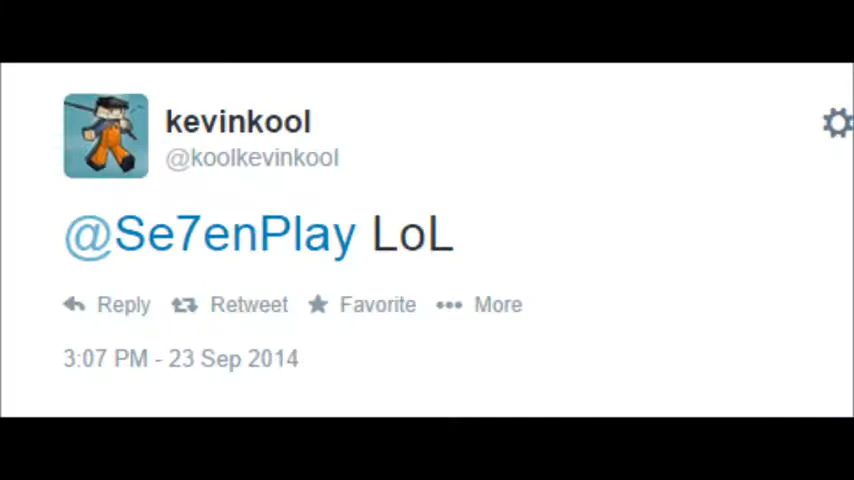 kevinkool
@koolkevinkool
@Se7enPlay LoL
Reply Retweet Favorite More
3:07 PM - 23 Sep 2014